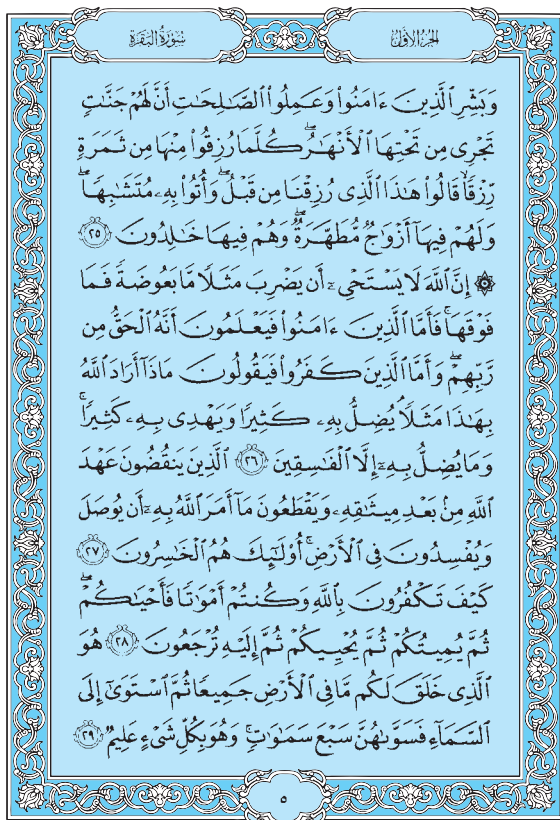 الجزء الأول
سورة البقرة
وَبَشِّرِ ٱلَّذِينَ ءَامَنُوا۟ وَعَمِلُوا۟ ٱلصَّـٰلِحَـٰتِ أَنَّ لَهُمْ جَنَّـٰتٍ
تَجْرِى مِن تَحْتِهَا ٱلْأَنْهَـٰرُ ۖ كُلَّمَا رُزِقُوا۟ مِنْهَا مِن ثَمَرَةٍ
رِّزْقًا ۙ قَالُوا۟ هَـٰذَا ٱلَّذِى رُزِقْنَا مِن قَبْلُ ۖ وَأُتُوا۟ بِهِۦ مُتَشَـٰبِهًا ۖ
وَلَهُمْ فِيهَآ أَزْوَٰجٌ مُّطَهَّرَةٌ ۖ وَهُمْ فِيهَا خَـٰلِدُونَ ٢٥
۞ إِنَّ ٱللَّهَ لَا يَسْتَحْىِۦٓ أَن يَضْرِبَ مَثَلًا مَّا بَعُوضَةً فَمَا
فَوْقَهَا ۚ فَأَمَّا ٱلَّذِينَ ءَامَنُوا۟ فَيَعْلَمُونَ أَنَّهُ ٱلْحَقُّ مِن
رَّبِّهِمْ ۖ وَأَمَّا ٱلَّذِينَ كَفَرُوا۟ فَيَقُولُونَ مَاذَآ أَرَادَ ٱللَّهُ
بِهَـٰذَا مَثَلًا ۘ يُضِلُّ بِهِۦ كَثِيرًا وَيَهْدِى بِهِۦ كَثِيرًا ۚ
وَمَا يُضِلُّ بِهِۦٓ إِلَّا ٱلْفَـٰسِقِينَ ٢٦ ٱلَّذِينَ يَنقُضُونَ عَهْدَ
ٱللَّهِ مِنۢ بَعْدِ مِيثَـٰقِهِۦ وَيَقْطَعُونَ مَآ أَمَرَ ٱللَّهُ بِهِۦٓ أَن يُوصَلَ
وَيُفْسِدُونَ فِى ٱلْأَرْضِ ۚ أُو۟لَـٰٓئِكَ هُمُ ٱلْخَـٰسِرُونَ ٢٧
كَيْفَ تَكْفُرُونَ بِٱللَّهِ وَكُنتُمْ أَمْوَٰتًا فَأَحْيَـٰكُمْ ۖ
ثُمَّ يُمِيتُكُمْ ثُمَّ يُحْيِيكُمْ ثُمَّ إِلَيْهِ تُرْجَعُونَ ٢٨ هُوَ
ٱلَّذِى خَلَقَ لَكُم مَّا فِى ٱلْأَرْضِ جَمِيعًا ثُمَّ ٱسْتَوَىٰٓ إِلَى
ٱلسَّمَآءِ فَسَوَّىٰهُنَّ سَبْعَ سَمَـٰوَٰتٍ ۚ وَهُوَ بِكُلِّ شَىْءٍ عَلِيمٌ ٢٩
٥